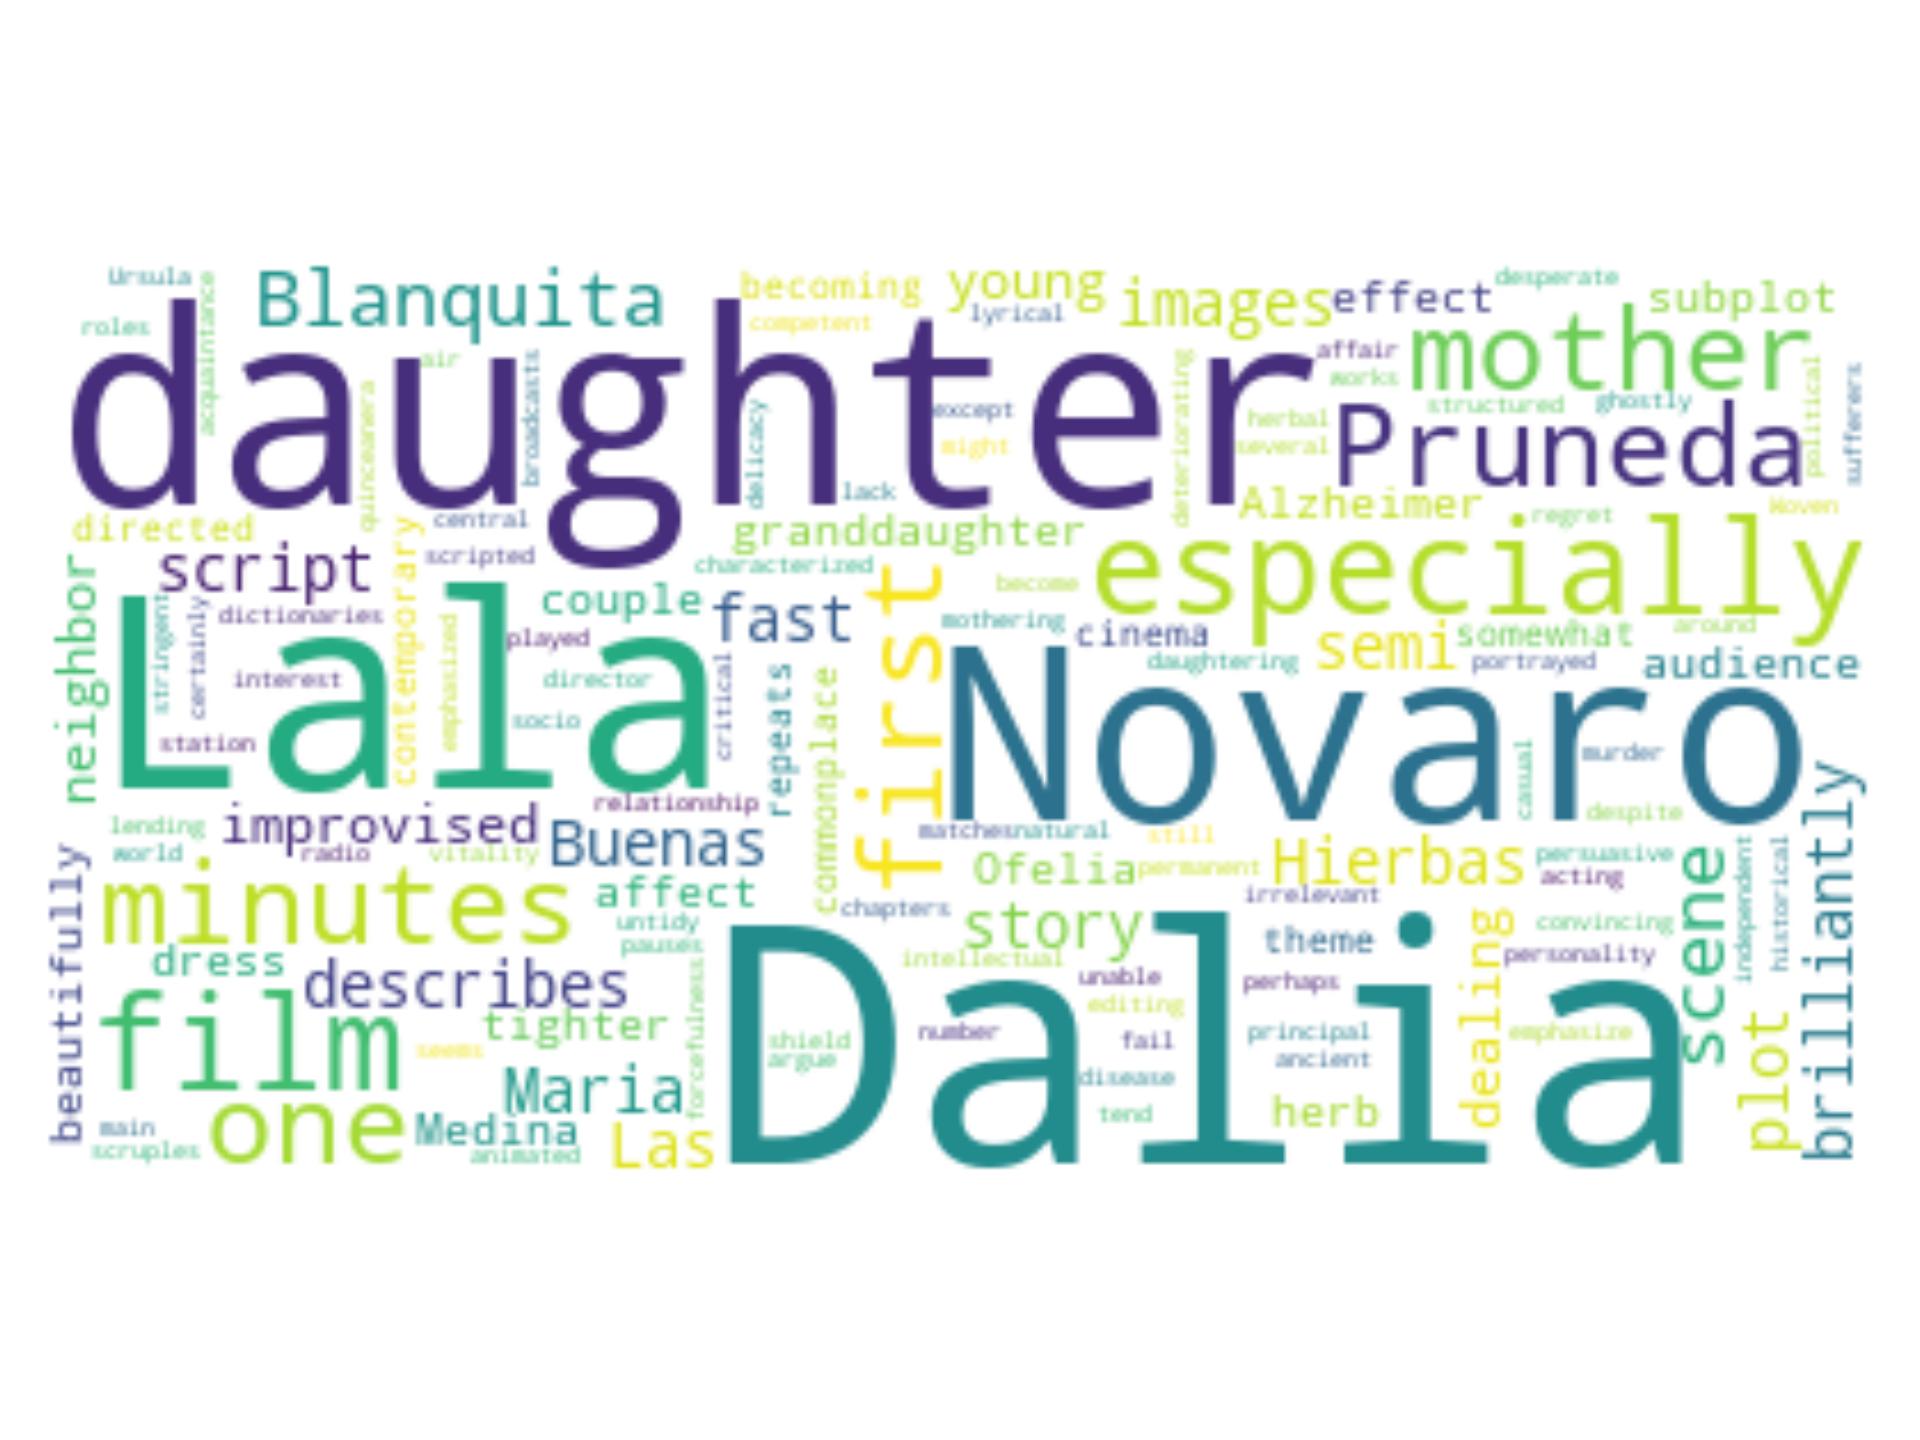 Ursula
Blanquita
becoming
young
images
effect
desperate
subplot
roles
acquaintance
competent
lyrical
daughter
mother
air
broadcasts
affair
works
structured
ghostly
political
sufferers
quinceanera
delicacy
except
might
deteriorating
herbal
several
Pruneda
lack
Alzheimer
Woven
directed
central
granddaughter
regret
especially
script
scripted
contemporary
characterized
become
first
neighbor
Lala
stringent
certainly
dictionaries
emphasized
couple
fast
mothering
cinema
semi
somewhat
around
played
daughtering
portrayed
audience
interest
director
critical
repeats
commonplace
Novaro
socio
station
casual
murder
brilliantly
relationship
despite
lending
improvised
Buenas
matches
natural
still
world
radio
vitality
Ofelia
permanent
Hierbas
persuasive
acting
scene
independent
historical
beautifully
minutes
affect
chapters
irrelevant
untidy
story
Dalia
theme
dealing
convincing
pauses
dress
describes
intellectual
unable
perhaps
personality
film
tighter
forcefulness
editing
seems
shield
number
fail
principal
emphasize
plot
argue
ancient
Maria
disease
one
Medina
tend
herb
main
scruples
animated
Las